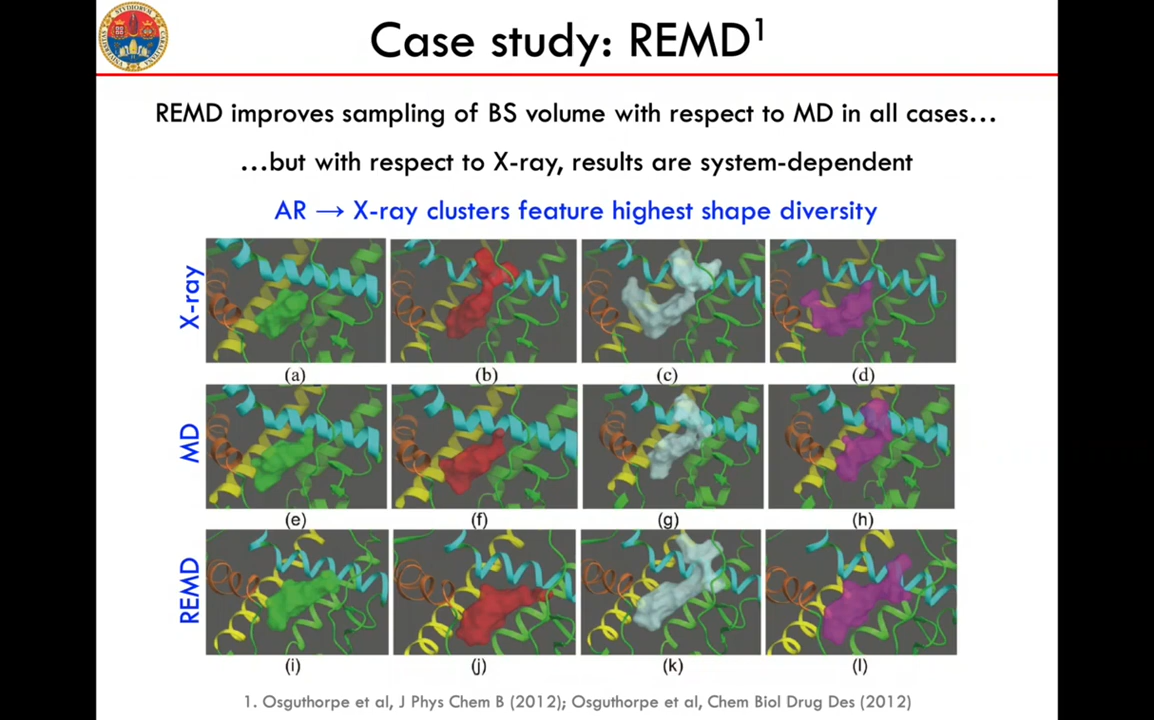 Case study: REMD¹
REMD improves sampling of BS volume with respect to MD in all cases…
…but with respect to X-ray, results are system-dependent
AR → X-ray clusters feature highest shape diversity
X-ray
(a) (b) (c) (d)
MD
(e) (f) (g) (h)
REMD
(i) (j) (k) (l)
1. Osguthorpe et al, J Phys Chem B (2012); Osguthorpe et al, Chem Biol Drug Des (2012)